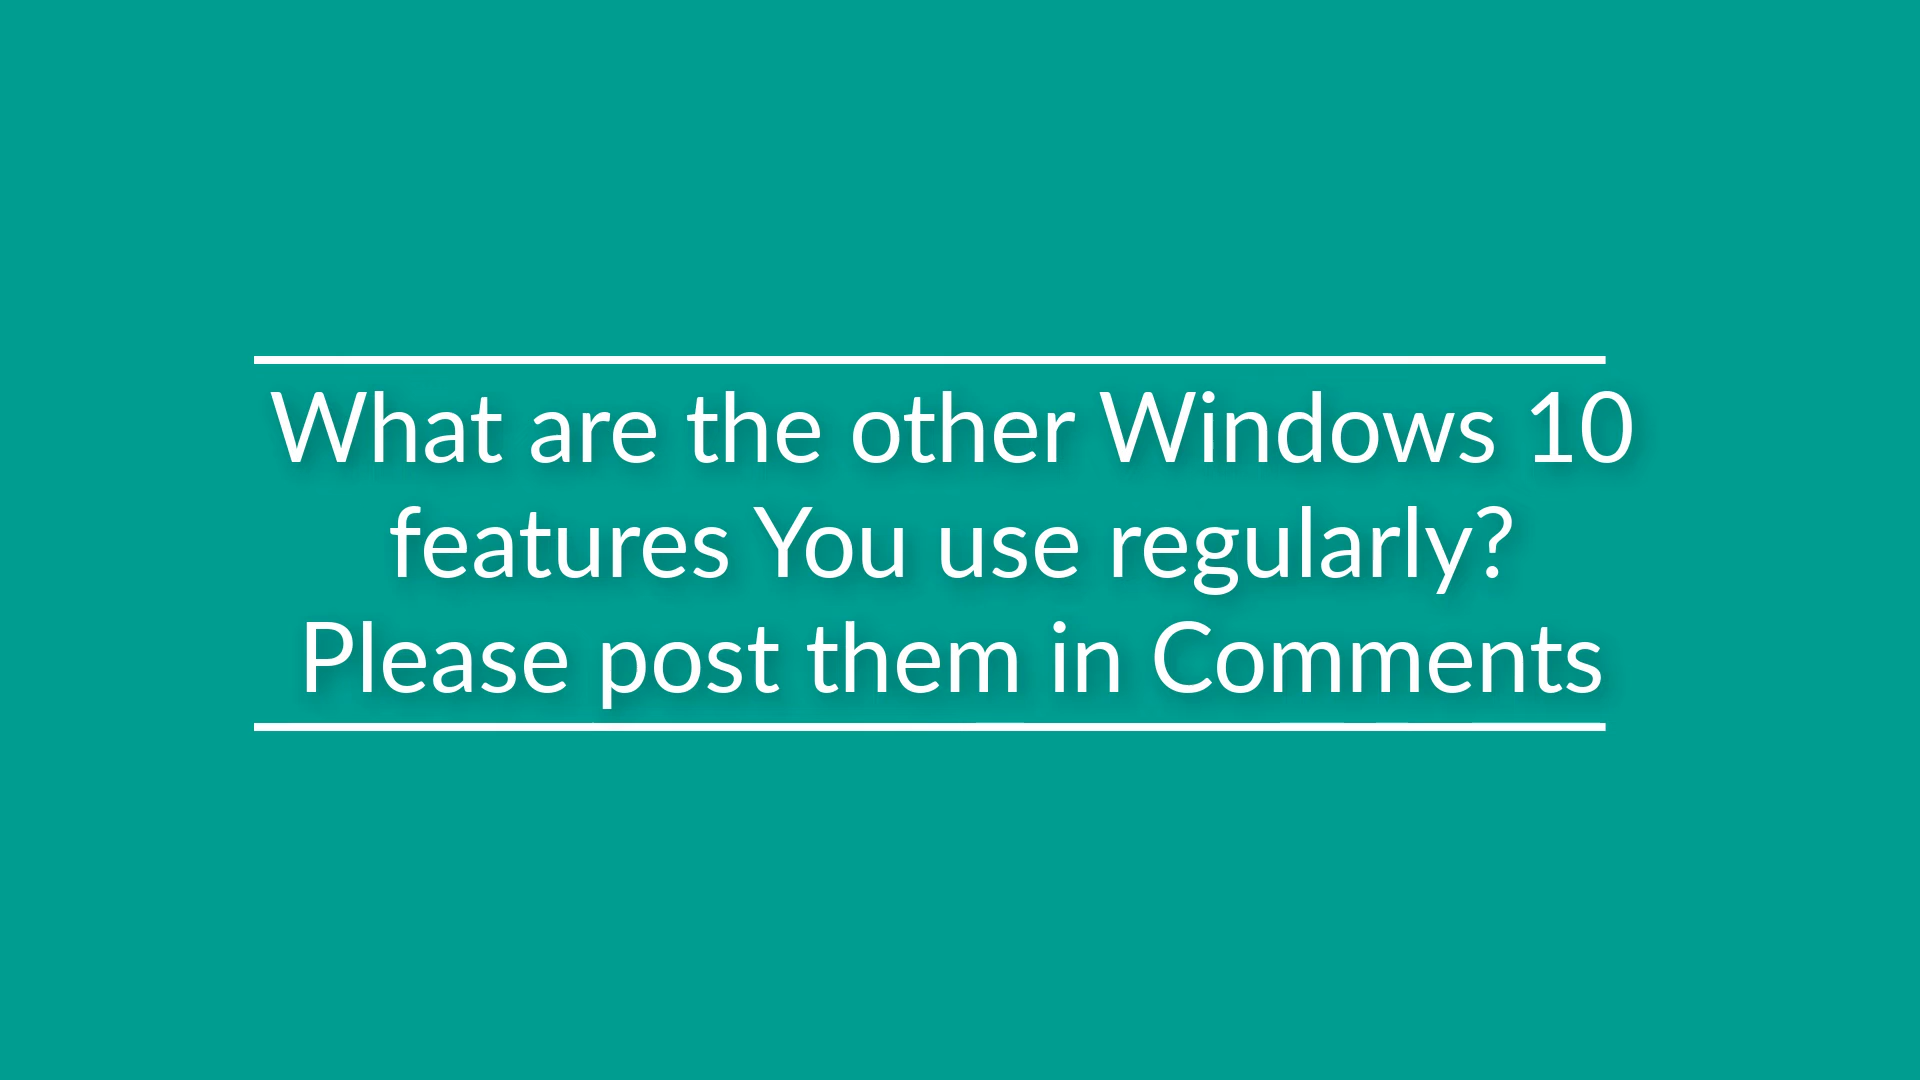 What are the other Windows 10
features You use regularly?
Please post them in Comments